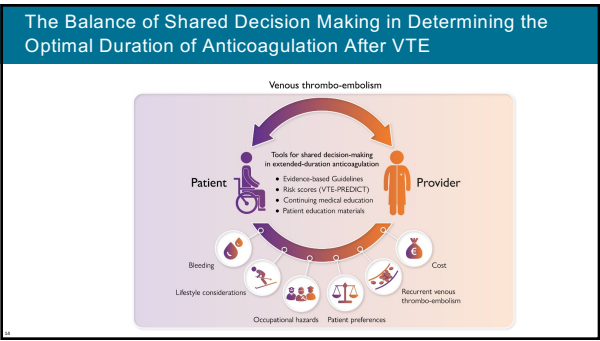 The Balance of Shared Decision Making in Determining the
Optimal Duration of Anticoagulation After VTE
Venous thrombo-embolism
Tools for shared decision-making
in extended-duration anticoagulation
• Evidence-based Guidelines
• Risk scores (VTE-PREDICT)
• Continuing medical education
• Patient education materials
Patient
Provider
Bleeding
Lifestyle considerations
Occupational hazards
Patient preferences
Recurrent venous
thrombo-embolism
€
Cost